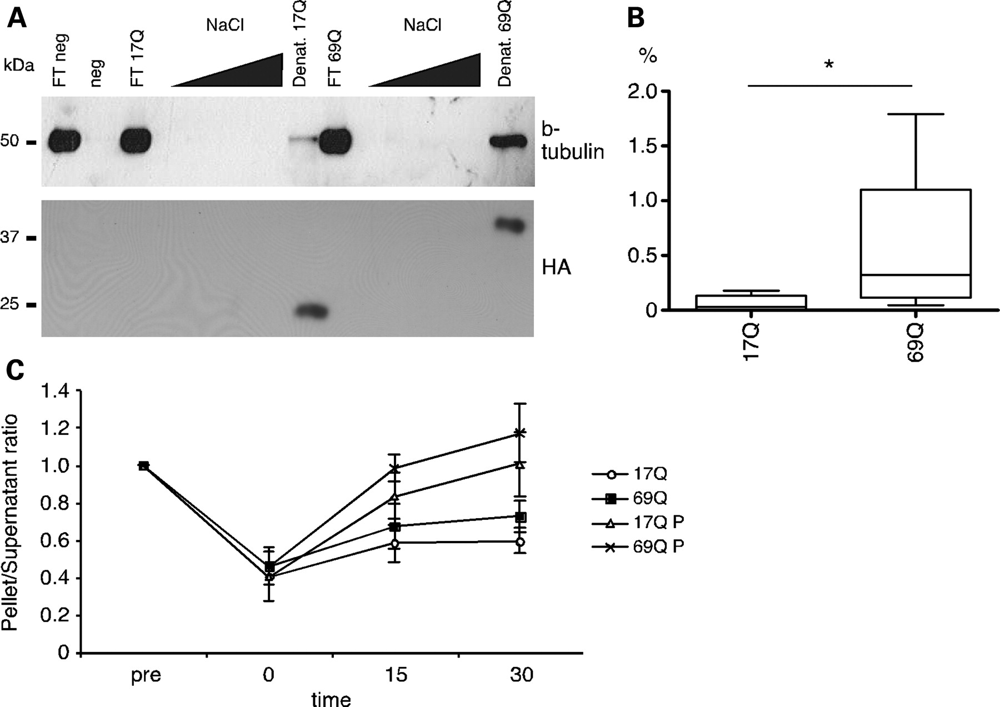 A
kDa
FT neg
neg
FT 17Q
NaCl
Denat. 17Q
FT 69Q
NaCl
Denat. 69Q
50
b-
tubulin
37
25
HA
B
%
*
2.0
1.5
1.0
0.5
0
17Q
69Q
C
Pellet/Supernatant ratio
1.4
1.2
1.0
0.8
0.6
0.4
0.2
0
pre
0
15
30
time
17Q
69Q
17Q P
69Q P